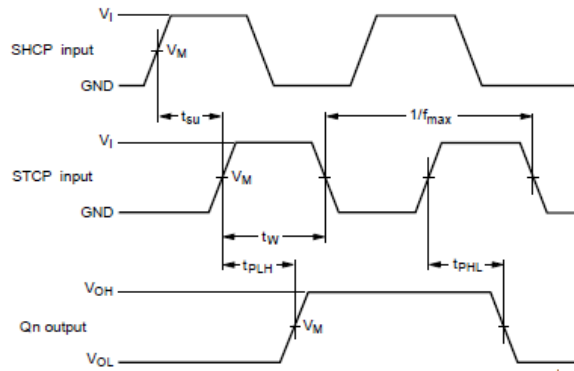 VI
SHCP input
VM
GND
tsu
1/fmax
VI
STCP input
VM
GND
tW
tPLH
tPHL
VOH
Qn output
VM
VOL